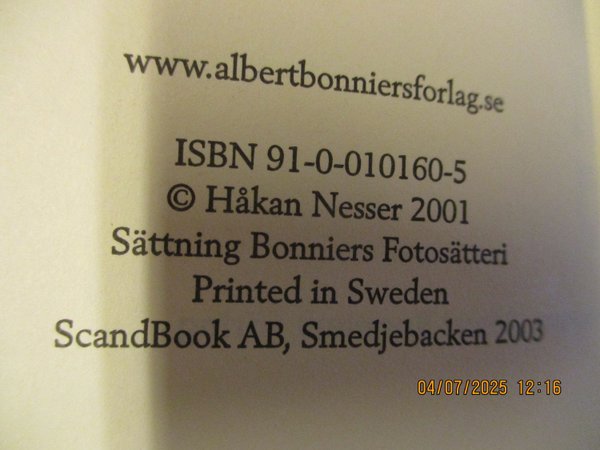 www.albertbonniersforlag.se
ISBN 91-0-010160-5
© Håkan Nesser 2001
Sättning Bonniers Fotosätteri
Printed in Sweden
ScandBook AB, Smedjebacken 2003
04/07/2025 12:16